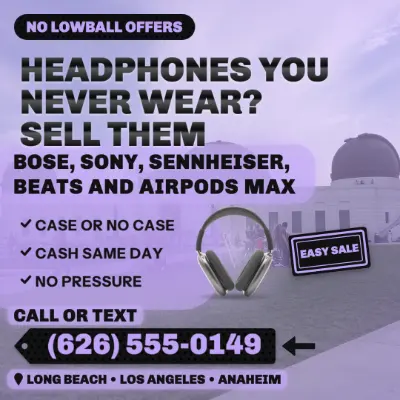 NO LOWBALL OFFERS
HEADPHONES YOU
NEVER WEAR?
SELL THEM
BOSE, SONY, SENNHEISER,
BEATS AND AIRPODS MAX
CASE OR NO CASE
CASH SAME DAY
NO PRESSURE
EASY SALE
CALL OR TEXT
(626) 555-0149
LONG BEACH • LOS ANGELES • ANAHEIM